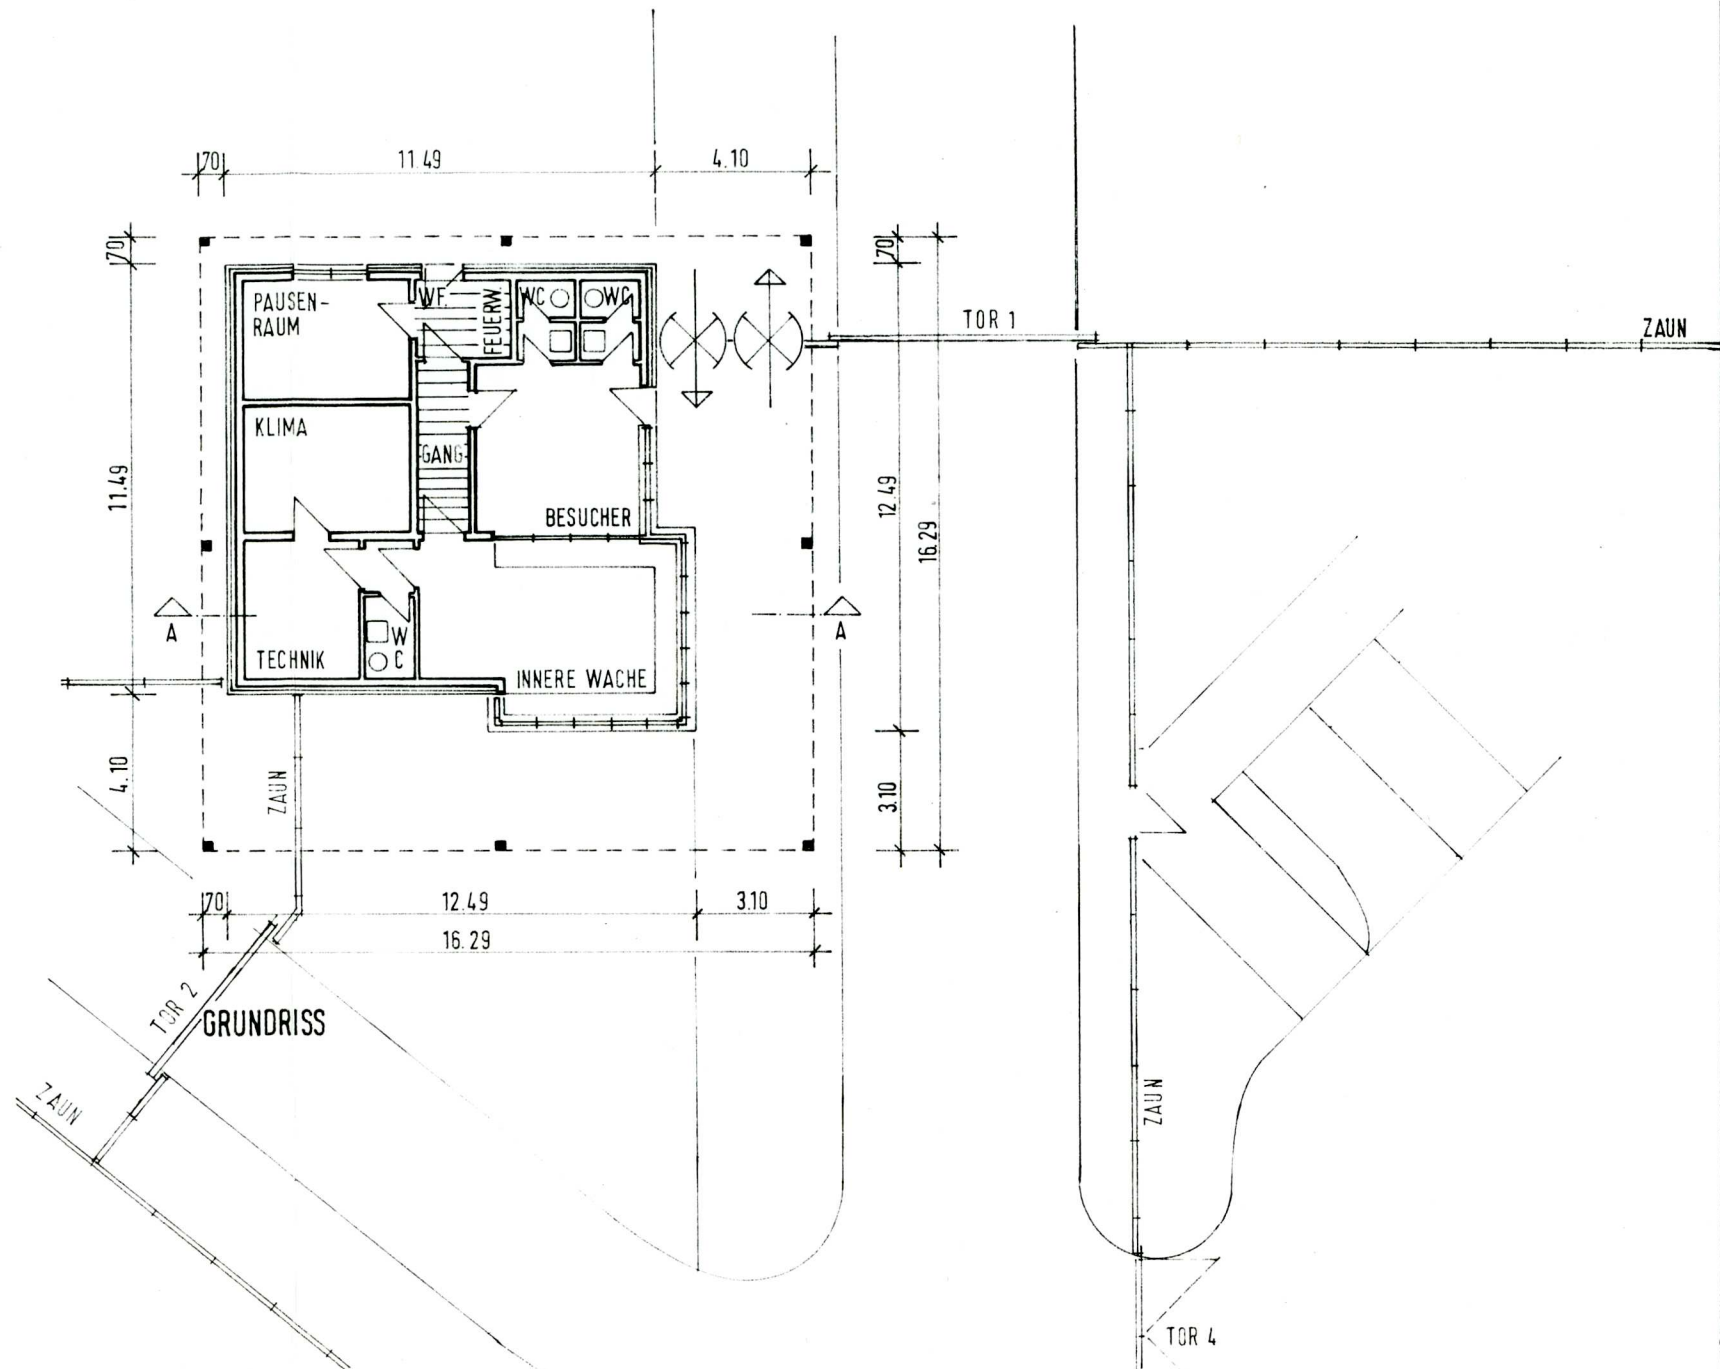 70
11.49
4.10
70
70
PAUSEN-
RAUM
WF.
FEUERW.
WC
WC
TOR 1
ZAUN
KLIMA
GANG
11.49
12.49
16.29
BESUCHER
A
A
TECHNIK
W
C
INNERE WACHE
4.10
ZAUN
3.10
70
12.49
3.10
16.29
TOR 2
GRUNDRISS
ZAUN
ZAUN
TOR 4